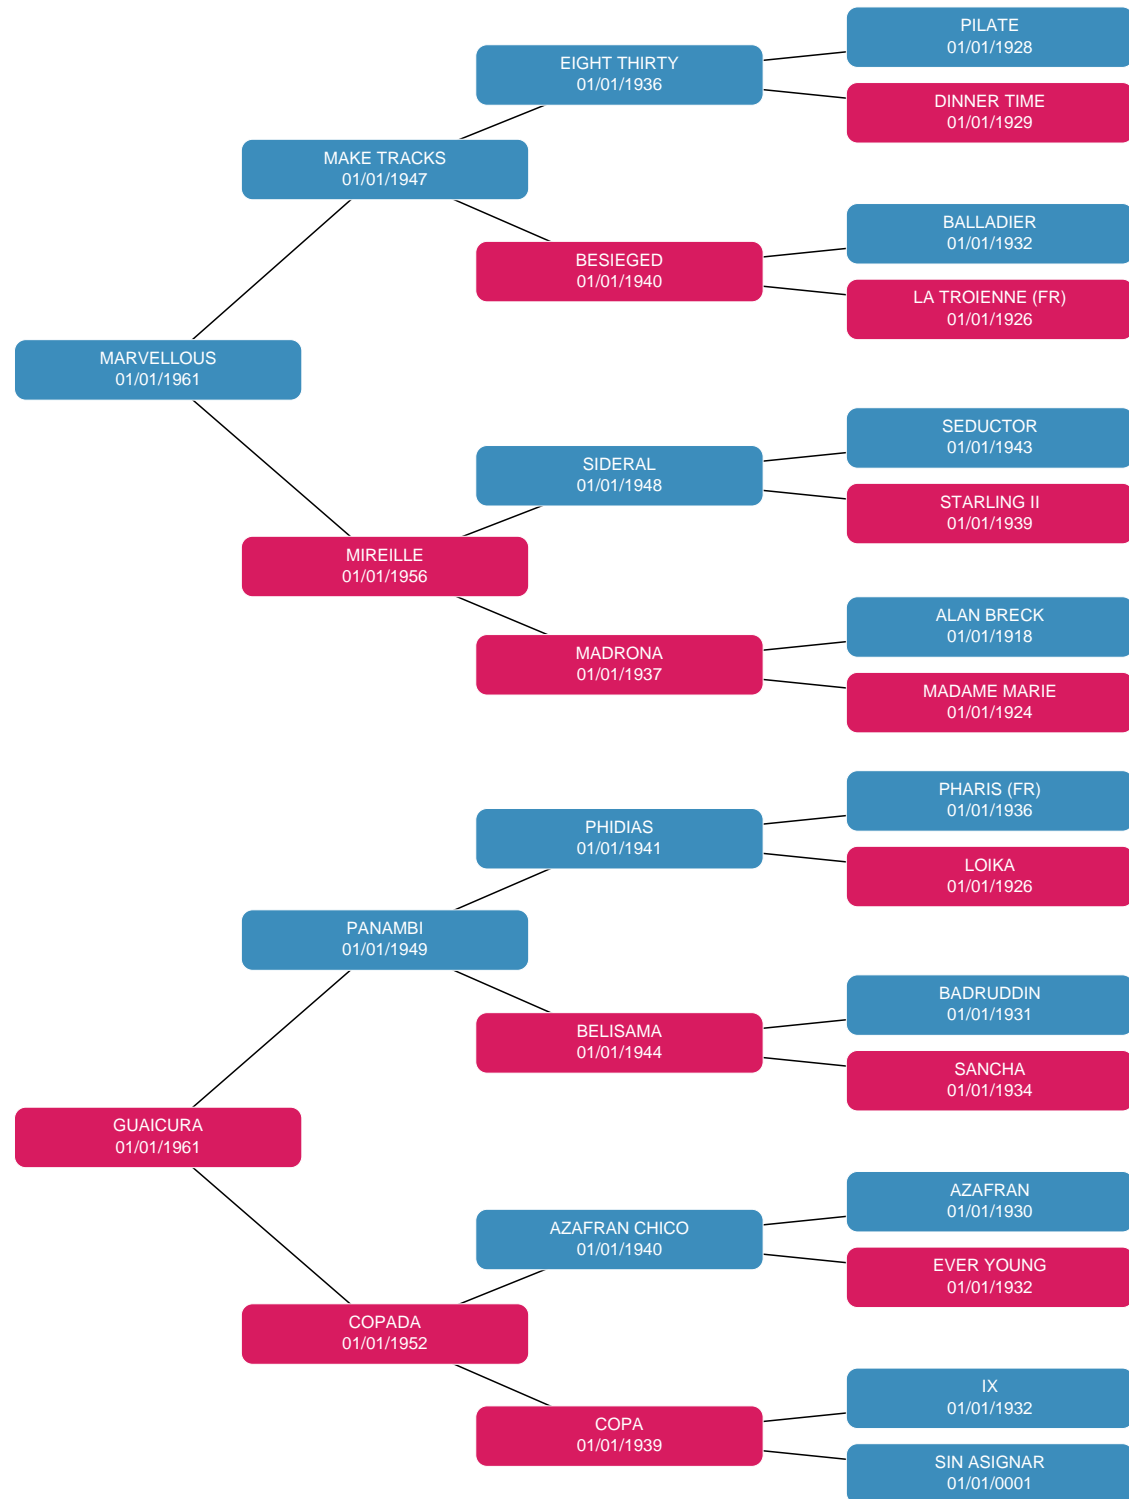 PILATE
01/01/1928
EIGHT THIRTY
01/01/1936
DINNER TIME
01/01/1929
MAKE TRACKS
01/01/1947
BALLADIER
01/01/1932
BESIEGED
01/01/1940
LA TROIENNE (FR)
01/01/1926
MARVELLOUS
01/01/1961
SEDUCTOR
01/01/1943
SIDERAL
01/01/1948
STARLING II
01/01/1939
MIREILLE
01/01/1956
ALAN BRECK
01/01/1918
MADRONA
01/01/1937
MADAME MARIE
01/01/1924
PHARIS (FR)
01/01/1936
PHIDIAS
01/01/1941
LOIKA
01/01/1926
PANAMBI
01/01/1949
BADRUDDIN
01/01/1931
BELISAMA
01/01/1944
SANCHA
01/01/1934
GUAICURA
01/01/1961
AZAFRAN
01/01/1930
AZAFRAN CHICO
01/01/1940
EVER YOUNG
01/01/1932
COPADA
01/01/1952
IX
01/01/1932
COPA
01/01/1939
SIN ASIGNAR
01/01/0001